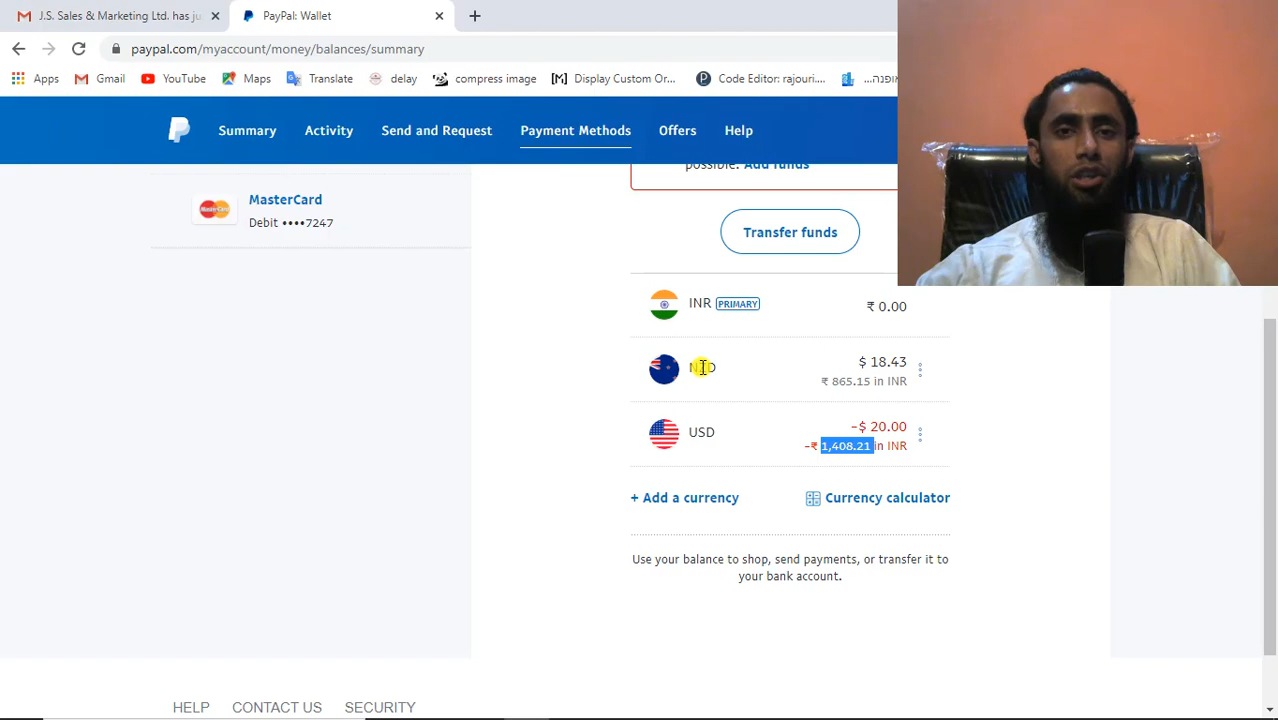 J.S. Sales & Marketing Ltd. has ju
PayPal: Wallet
paypal.com/myaccount/money/balances/summary
Apps Gmail YouTube Maps Translate delay compress image Display Custom Or... Code Editor: rajouri.... ...מופנה
Summary Activity Send and Request Payment Methods Offers Help
possible. Add funds
MasterCard
Debit ••••7247
Transfer funds
INR PRIMARY ₹ 0.00
$ 18.43
₹ 865.15 in INR
USD -$ 20.00
-₹ 1,408.21 in INR
+ Add a currency Currency calculator
Use your balance to shop, send payments, or transfer it to
your bank account.
HELP CONTACT US SECURITY